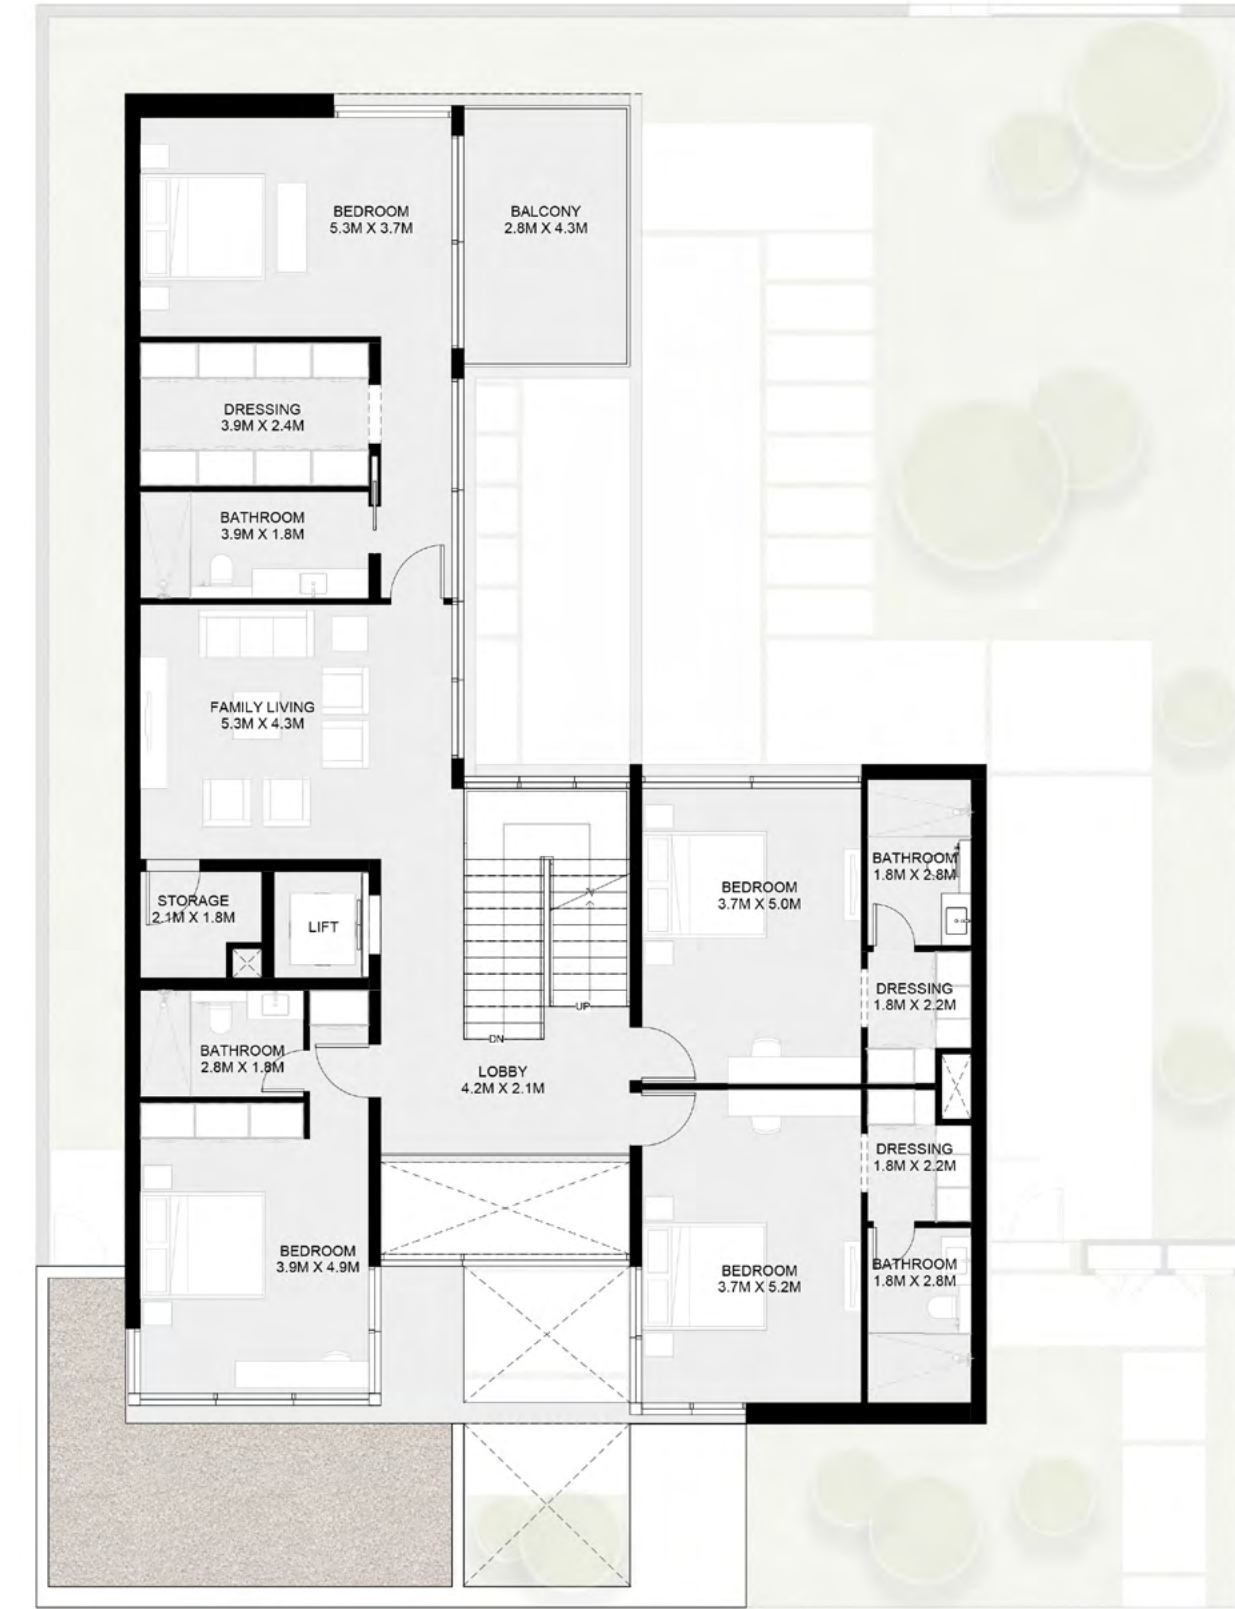 BEDROOM
5.3M X 3.7M
BALCONY
2.8M X 4.3M
DRESSING
3.9M X 2.4M
BATHROOM
3.9M X 1.8M
FAMILY LIVING
5.3M X 4.3M
STORAGE
2.1M X 1.8M
LIFT
BEDROOM
3.7M X 5.0M
BATHROOM
1.8M X 2.8M
DRESSING
1.8M X 2.2M
UP
DN
BATHROOM
2.8M X 1.8M
LOBBY
4.2M X 2.1M
DRESSING
1.8M X 2.2M
BEDROOM
3.9M X 4.9M
BEDROOM
3.7M X 5.2M
BATHROOM
1.8M X 2.8M